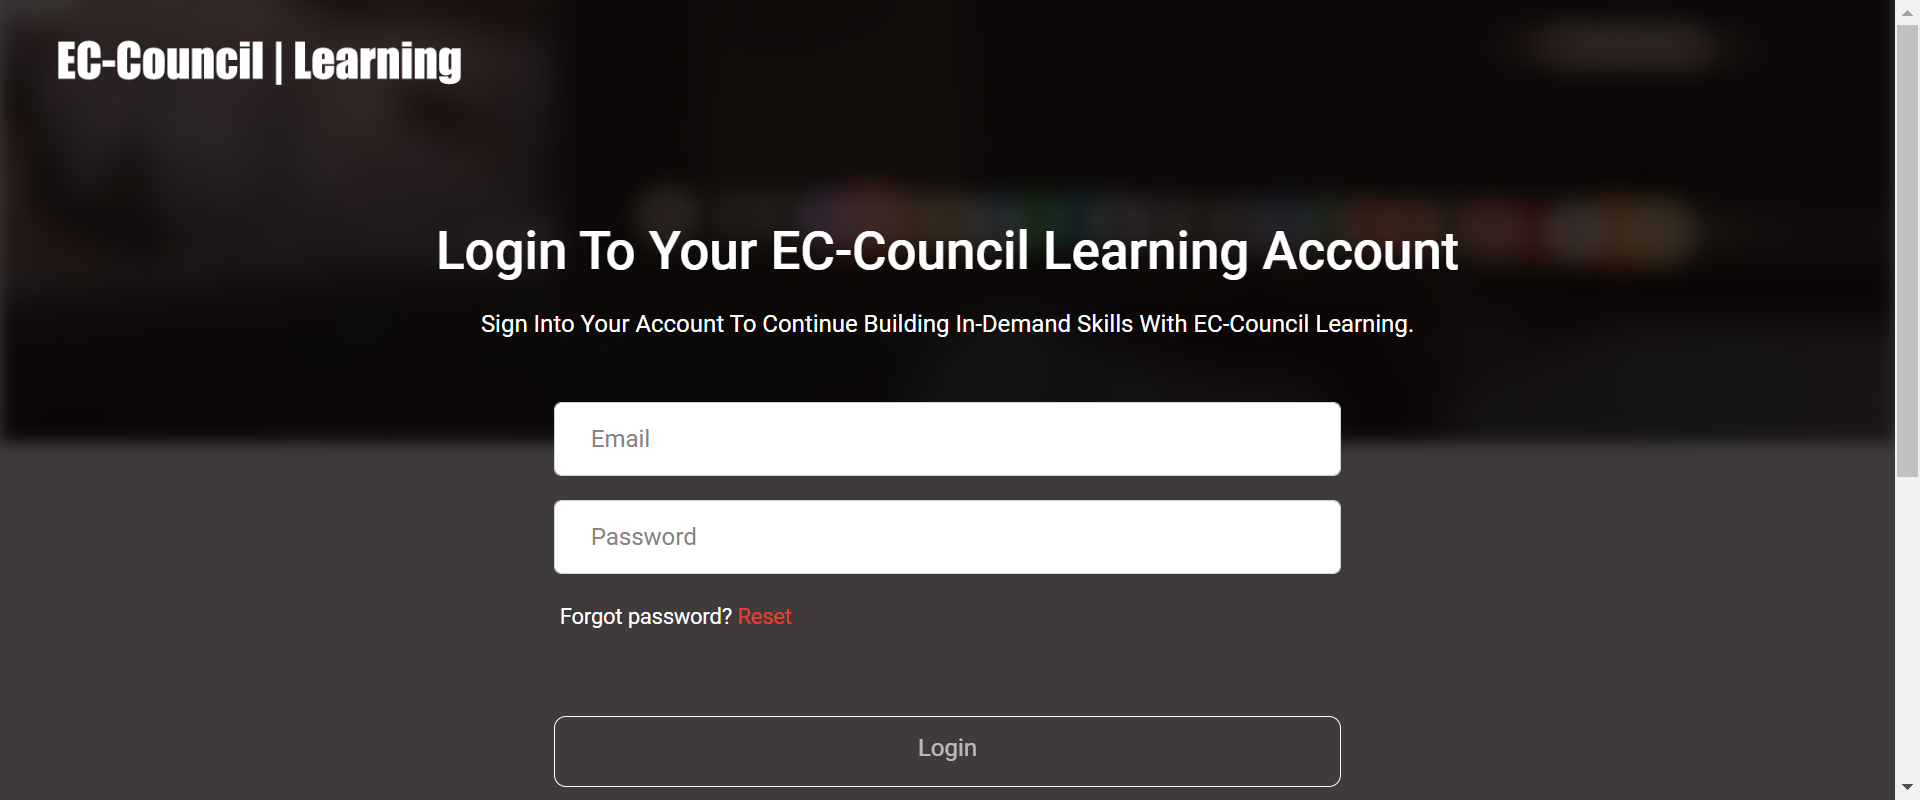 EC-Council | Learning
Login To Your EC-Council Learning Account
Sign Into Your Account To Continue Building In-Demand Skills With EC-Council Learning.
Email
Password
Forgot password? Reset
Login